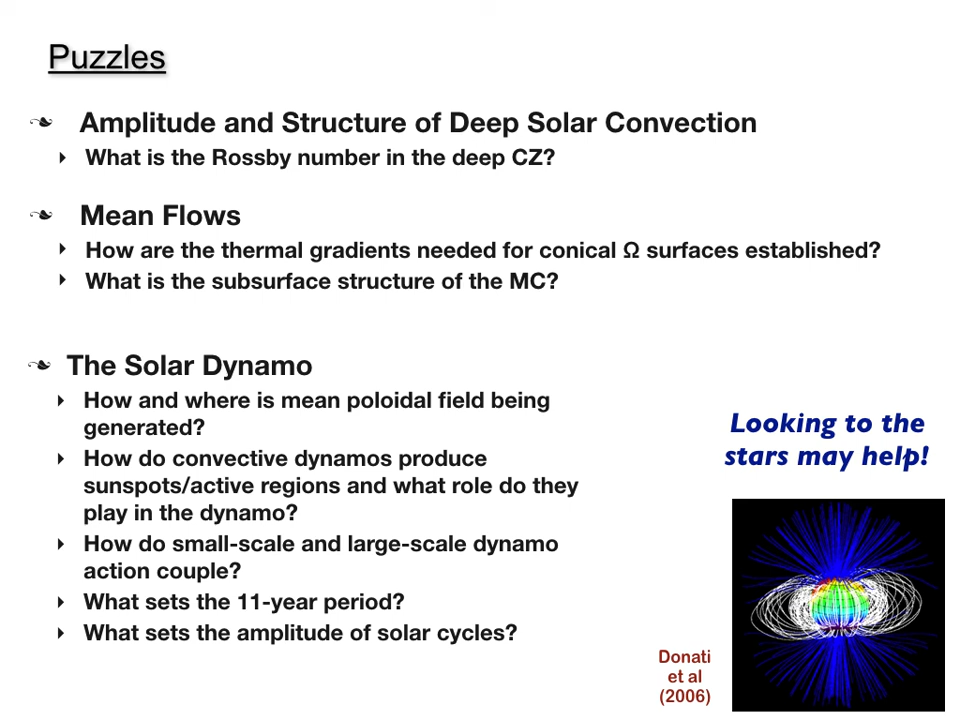 Puzzles
Amplitude and Structure of Deep Solar Convection
What is the Rossby number in the deep CZ?
Mean Flows
How are the thermal gradients needed for conical Ω surfaces established?
What is the subsurface structure of the MC?
The Solar Dynamo
How and where is mean poloidal field being
generated?
How do convective dynamos produce
sunspots/active regions and what role do they
play in the dynamo?
How do small-scale and large-scale dynamo
action couple?
What sets the 11-year period?
What sets the amplitude of solar cycles?
Looking to the
stars may help!
Donati
et al
(2006)